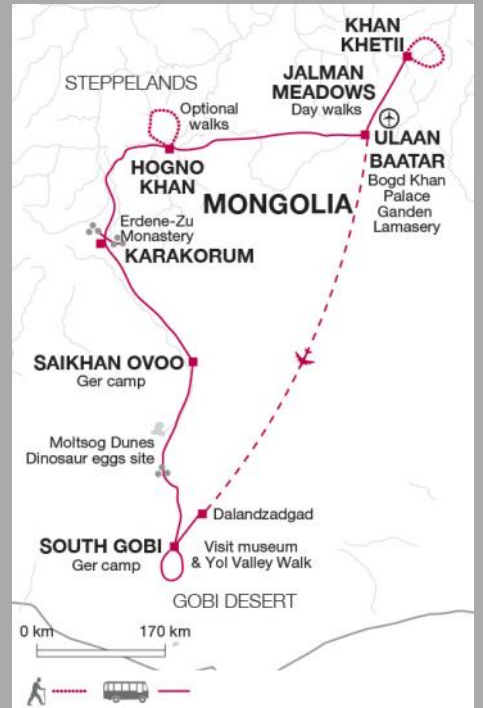 KHAN
KHETII
JALMAN
MEADOWS
Day walks
STEPPELANDS
Optional
walks
HOGNO
KHAN
ULAAN
BAATAR
Bogd Khan
Palace
Ganden
Lamasery
MONGOLIA
Erdene-Zu
Monastery
KARAKORUM
SAIKHAN OVOO
Ger camp
Moltsog Dunes
Dinosaur eggs site
Dalandzadgad
SOUTH GOBI
Ger camp
Visit museum
& Yol Valley Walk
GOBI DESERT
0 km 170 km